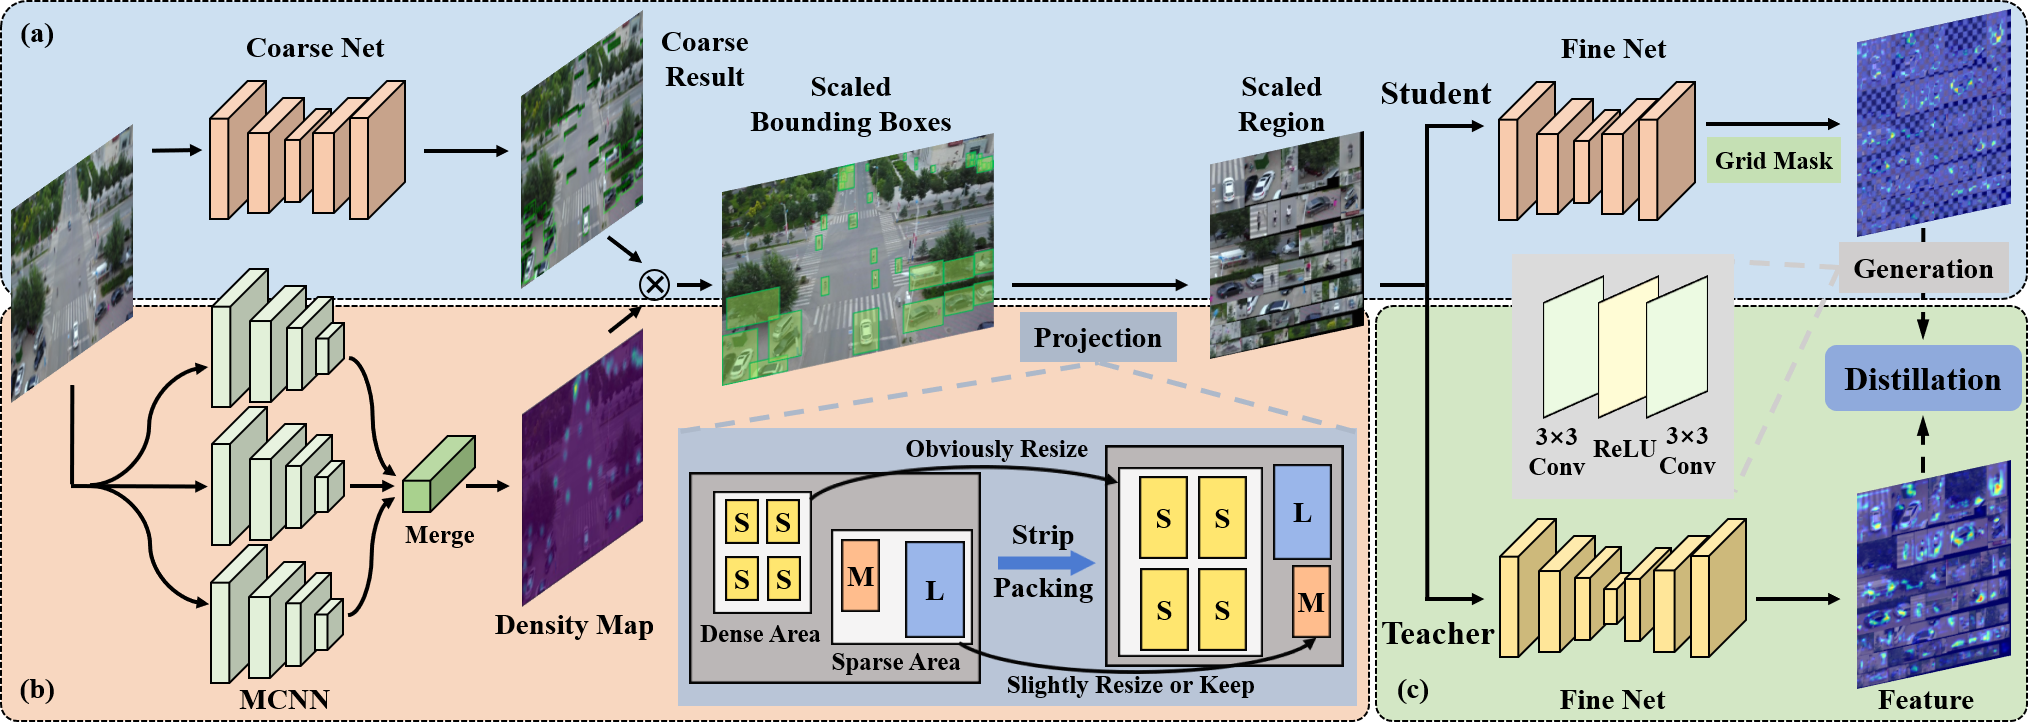 (a)
Coarse Net
Coarse
Result
Scaled
Bounding Boxes
Scaled
Region
Student
Fine Net
Grid Mask
Generation
Projection
3×3
Conv
ReLU
3×3
Conv
Distillation
Merge
Density Map
MCNN
(b)
Obviously Resize
S S
S S
Dense Area
M L
Sparse Area
Strip
Packing
S S
S S
L
M
Slightly Resize or Keep
Teacher
Fine Net
Feature
(c)